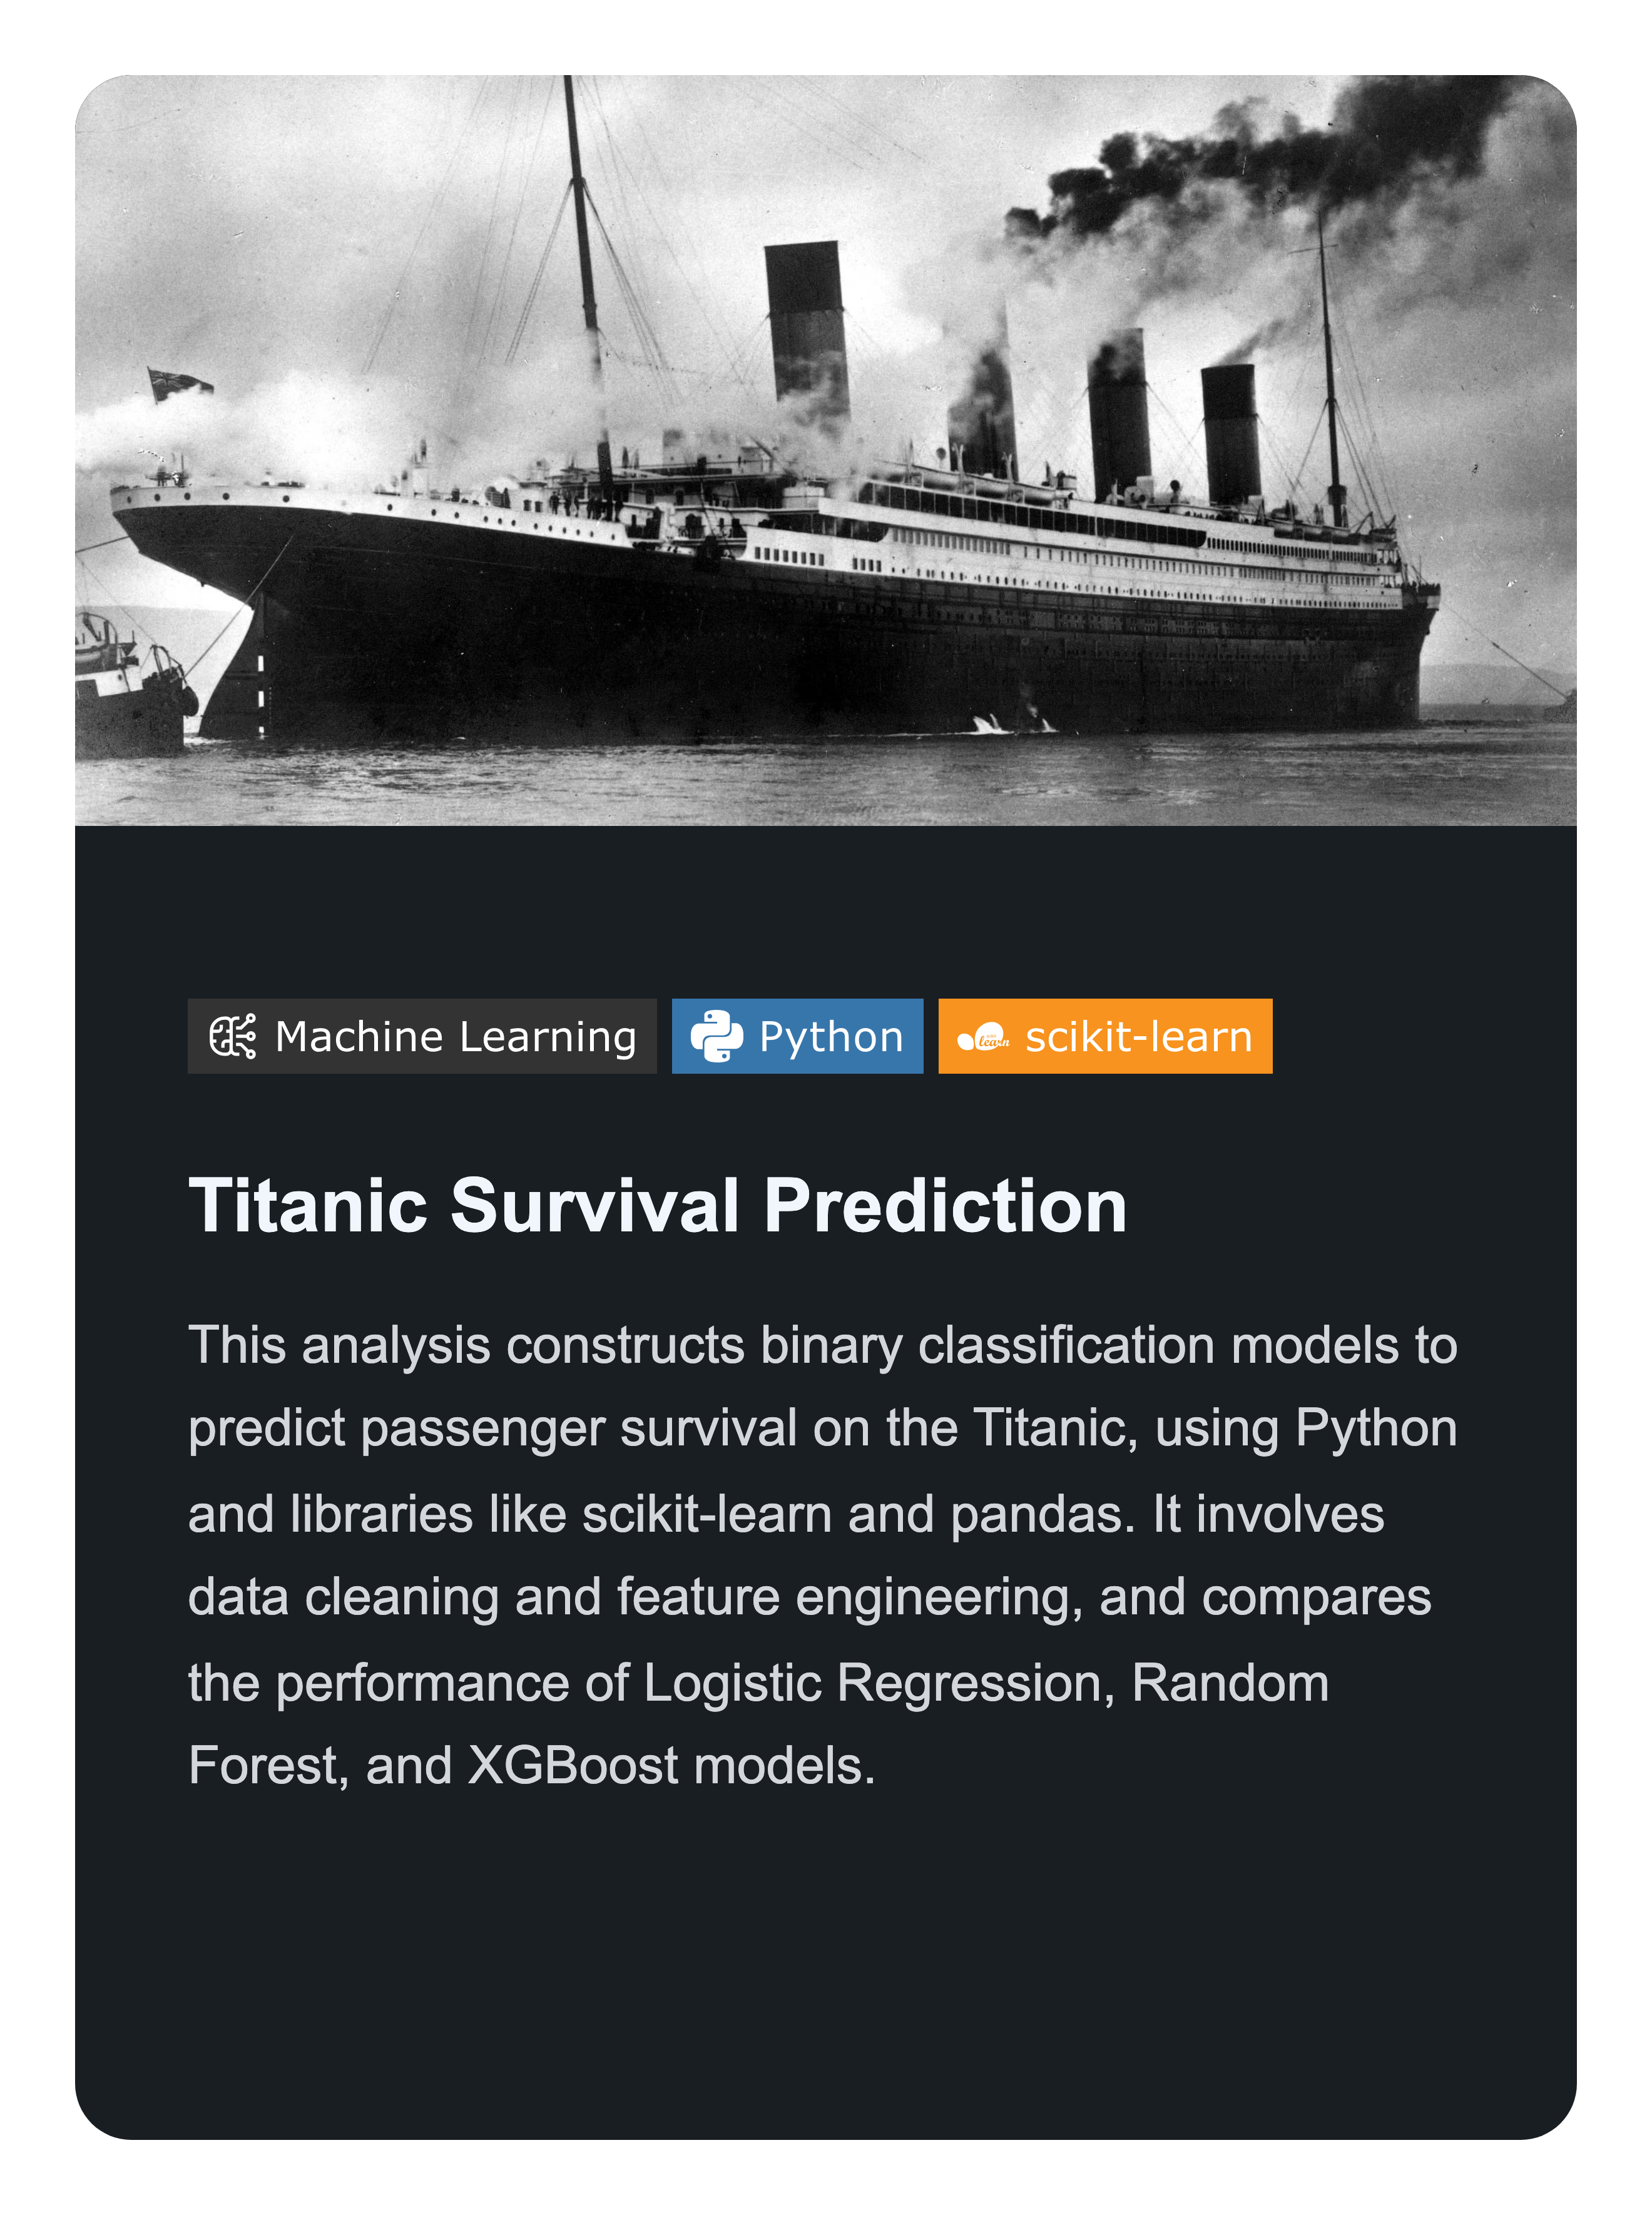 Machine Learning
Python
learn scikit-learn
Titanic Survival Prediction
This analysis constructs binary classification models to
predict passenger survival on the Titanic, using Python
and libraries like scikit-learn and pandas. It involves
data cleaning and feature engineering, and compares
the performance of Logistic Regression, Random
Forest, and XGBoost models.